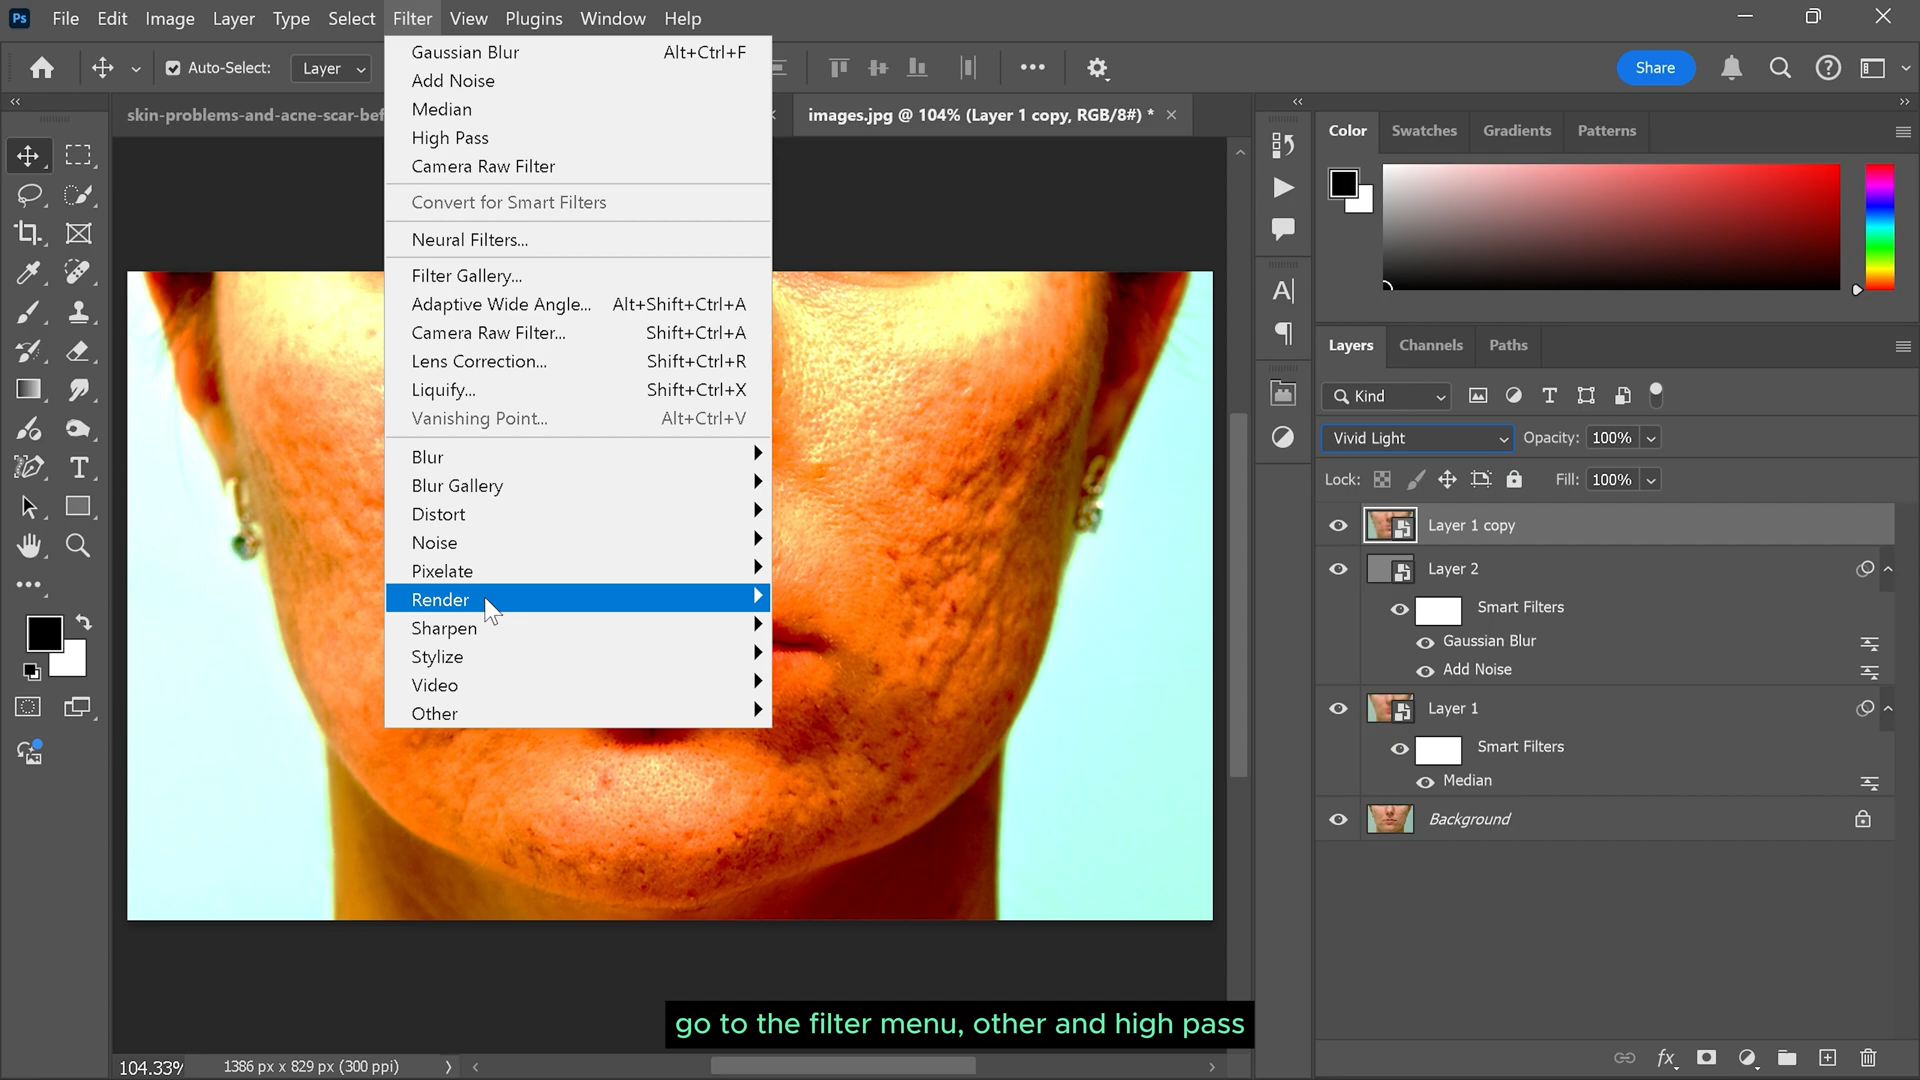 Ps File Edit Image Layer Type Select Filter View Plugins Window Help
Auto-Select: Layer
Share
skin-problems-and-acne-scar-bef
images.jpg @ 104% (Layer 1 copy, RGB/8#) *
Gaussian Blur Alt+Ctrl+F
Add Noise
Median
High Pass
Camera Raw Filter
Convert for Smart Filters
Neural Filters...
Filter Gallery...
Adaptive Wide Angle... Alt+Shift+Ctrl+A
Camera Raw Filter... Shift+Ctrl+A
Lens Correction... Shift+Ctrl+R
Liquify... Shift+Ctrl+X
Vanishing Point... Alt+Ctrl+V
Blur
Blur Gallery
Distort
Noise
Pixelate
Render
Sharpen
Stylize
Video
Other
Color Swatches Gradients Patterns
Layers Channels Paths
Kind
Vivid Light Opacity: 100%
Lock: Fill: 100%
Layer 1 copy
Layer 2
Smart Filters
Gaussian Blur
Add Noise
Layer 1
Smart Filters
Median
Background
go to the filter menu, other and high pass
104.33% 1386 px x 829 px (300 ppi)
fx